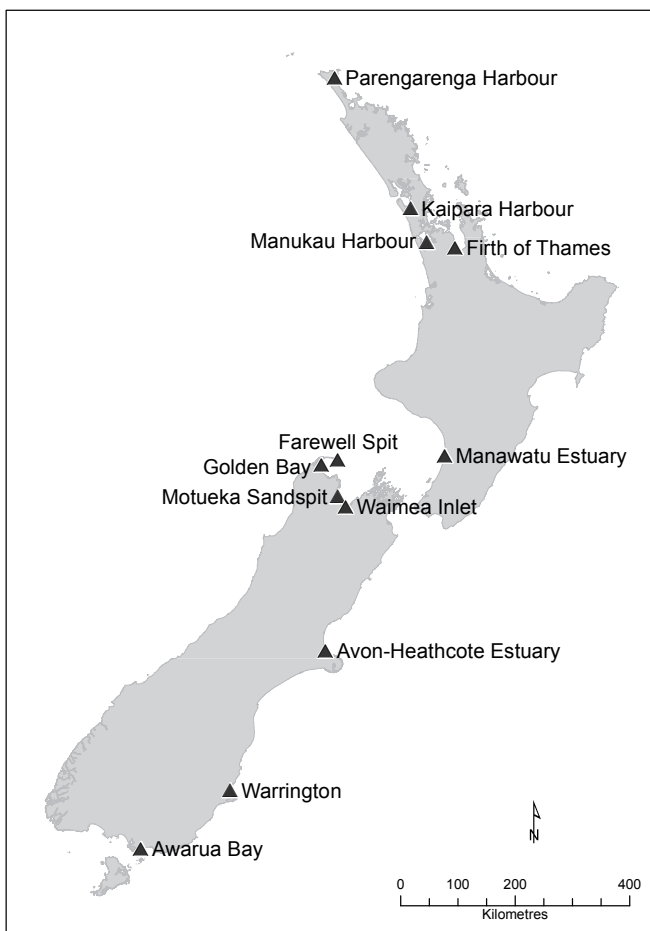 Parengarenga Harbour
Kaipara Harbour
Manukau Harbour
Firth of Thames
Farewell Spit
Golden Bay
Manawatu Estuary
Motueka Sandspit
Waimea Inlet
Avon-Heathcote Estuary
Warrington
Awarua Bay
N
0 100 200 400
Kilometres